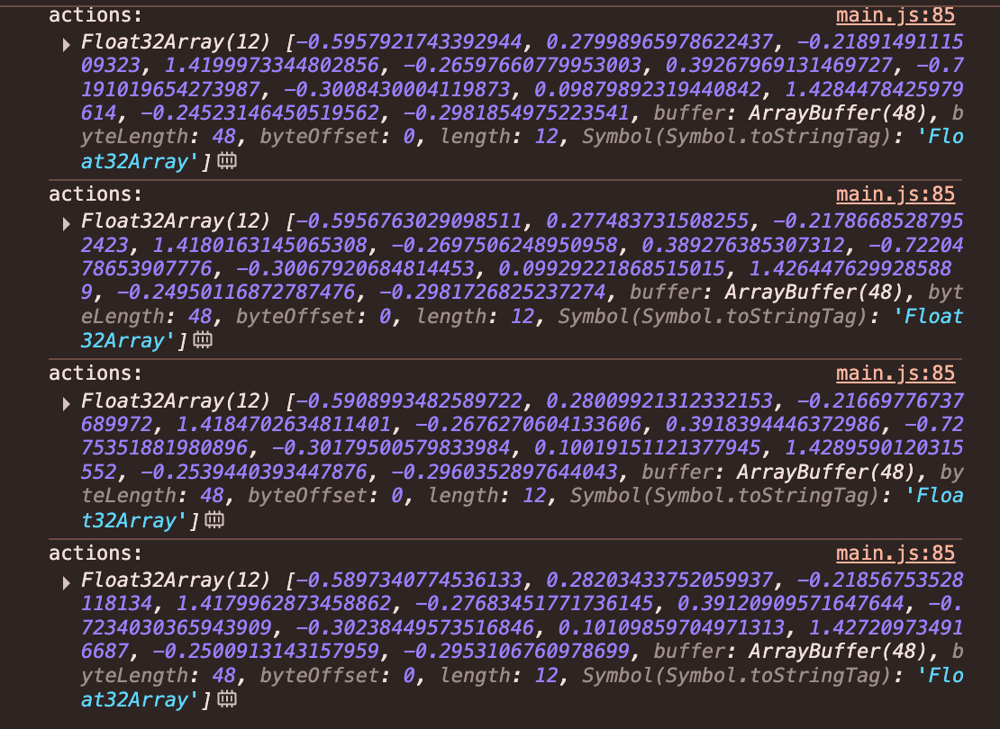 actions: main.js:85
Float32Array(12) [-0.5957921743392944, 0.27998965978622437, -0.21891491115
09323, 1.4199973344802856, -0.26597660779953003, 0.39267969131469727, -0.7
191019654273987, -0.3008430004119873, 0.09879892319440842, 1.4284478425979
614, -0.24523146450519562, -0.2981854975223541, buffer: ArrayBuffer(48), b
yteLength: 48, byteOffset: 0, length: 12, Symbol(Symbol.toStringTag): 'Flo
at32Array']
actions: main.js:85
Float32Array(12) [-0.5956763029098511, 0.277483731508255, -0.2178668528795
2423, 1.4180163145065308, -0.2697506248950958, 0.389276385307312, -0.72204
78653907776, -0.30067920684814453, 0.09929221868515015, 1.426447629928588
9, -0.24950116872787476, -0.2981726825237274, buffer: ArrayBuffer(48), byt
eLength: 48, byteOffset: 0, length: 12, Symbol(Symbol.toStringTag): 'Float
32Array']
actions: main.js:85
Float32Array(12) [-0.5908993482589722, 0.28009921312332153, -0.21669776737
689972, 1.4184702634811401, -0.2676270604133606, 0.3918394446372986, -0.72
75351881980896, -0.30179500579833984, 0.10019151121377945, 1.4289590120315
552, -0.2539440393447876, -0.2960352897644043, buffer: ArrayBuffer(48), by
teLength: 48, byteOffset: 0, length: 12, Symbol(Symbol.toStringTag): 'Floa
t32Array']
actions: main.js:85
Float32Array(12) [-0.5897340774536133, 0.28203433752059937, -0.21856753528
118134, 1.41799628734588​62, -0.27683451771736145, 0.39120909571647644, -0.
7234030365943909, -0.30238449573516846, 0.10109859704971313, 1.42720973491
6687, -0.2500913143157959, -0.2953106760978699, buffer: ArrayBuffer(48), b
yteLength: 48, byteOffset: 0, length: 12, Symbol(Symbol.toStringTag): 'Flo
at32Array']